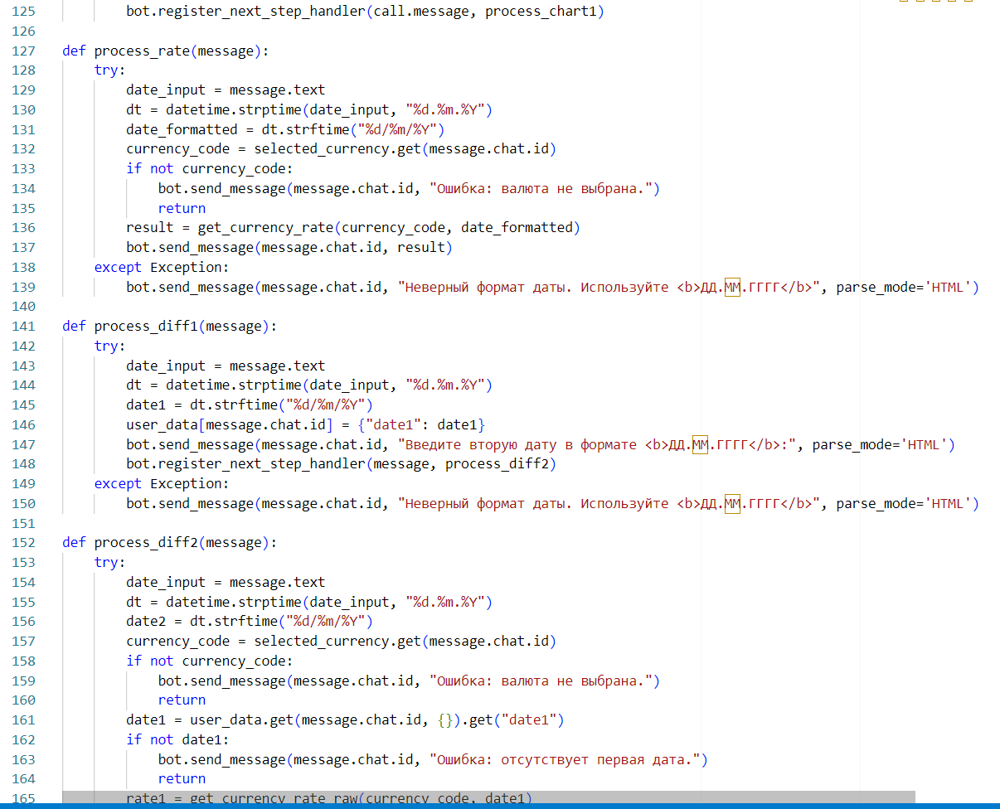 125 bot.register_next_step_handler(call.message, process_chart1)
126
127 def process_rate(message):
128 try:
129 date_input = message.text
130 dt = datetime.strptime(date_input, "%d.%m.%Y")
131 date_formatted = dt.strftime("%d/%m/%Y")
132 currency_code = selected_currency.get(message.chat.id)
133 if not currency_code:
134 bot.send_message(message.chat.id, "Ошибка: валюта не выбрана.")
135 return
136 result = get_currency_rate(currency_code, date_formatted)
137 bot.send_message(message.chat.id, result)
138 except Exception:
139 bot.send_message(message.chat.id, "Неверный формат даты. Используйте <b>ДД.ММ.ГГГГ</b>", parse_mode='HTML')
140
141 def process_diff1(message):
142 try:
143 date_input = message.text
144 dt = datetime.strptime(date_input, "%d.%m.%Y")
145 date1 = dt.strftime("%d/%m/%Y")
146 user_data[message.chat.id] = {"date1": date1}
147 bot.send_message(message.chat.id, "Введите вторую дату в формате <b>ДД.ММ.ГГГГ</b>:", parse_mode='HTML')
148 bot.register_next_step_handler(message, process_diff2)
149 except Exception:
150 bot.send_message(message.chat.id, "Неверный формат даты. Используйте <b>ДД.ММ.ГГГГ</b>", parse_mode='HTML')
151
152 def process_diff2(message):
153 try:
154 date_input = message.text
155 dt = datetime.strptime(date_input, "%d.%m.%Y")
156 date2 = dt.strftime("%d/%m/%Y")
157 currency_code = selected_currency.get(message.chat.id)
158 if not currency_code:
159 bot.send_message(message.chat.id, "Ошибка: валюта не выбрана.")
160 return
161 date1 = user_data.get(message.chat.id, {}).get("date1")
162 if not date1:
163 bot.send_message(message.chat.id, "Ошибка: отсутствует первая дата.")
164 return
165 rate1 = get_currency_rate_raw(currency_code, date1)